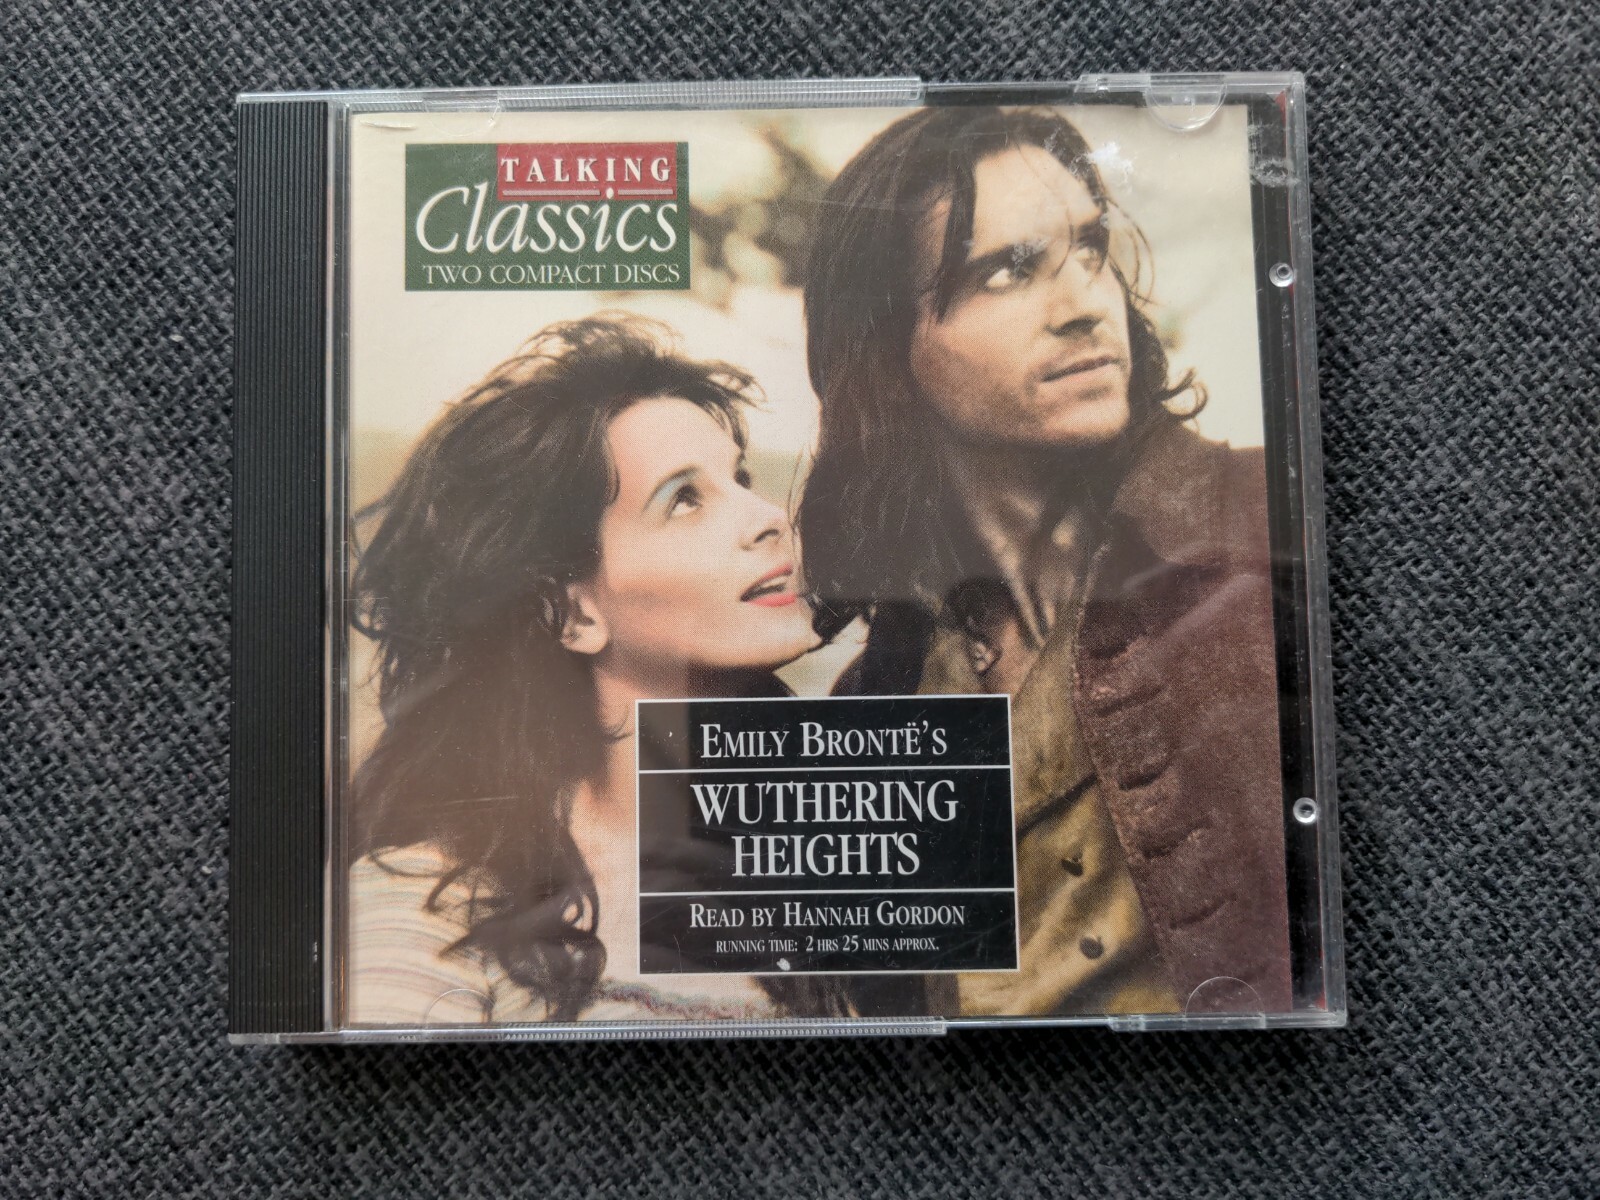 TALKING
Classics
TWO COMPACT DISCS
EMILY BRONTË'S
WUTHERING
HEIGHTS
READ BY HANNAH GORDON
RUNNING TIME: 2 HRS 25 MINS APPROX.